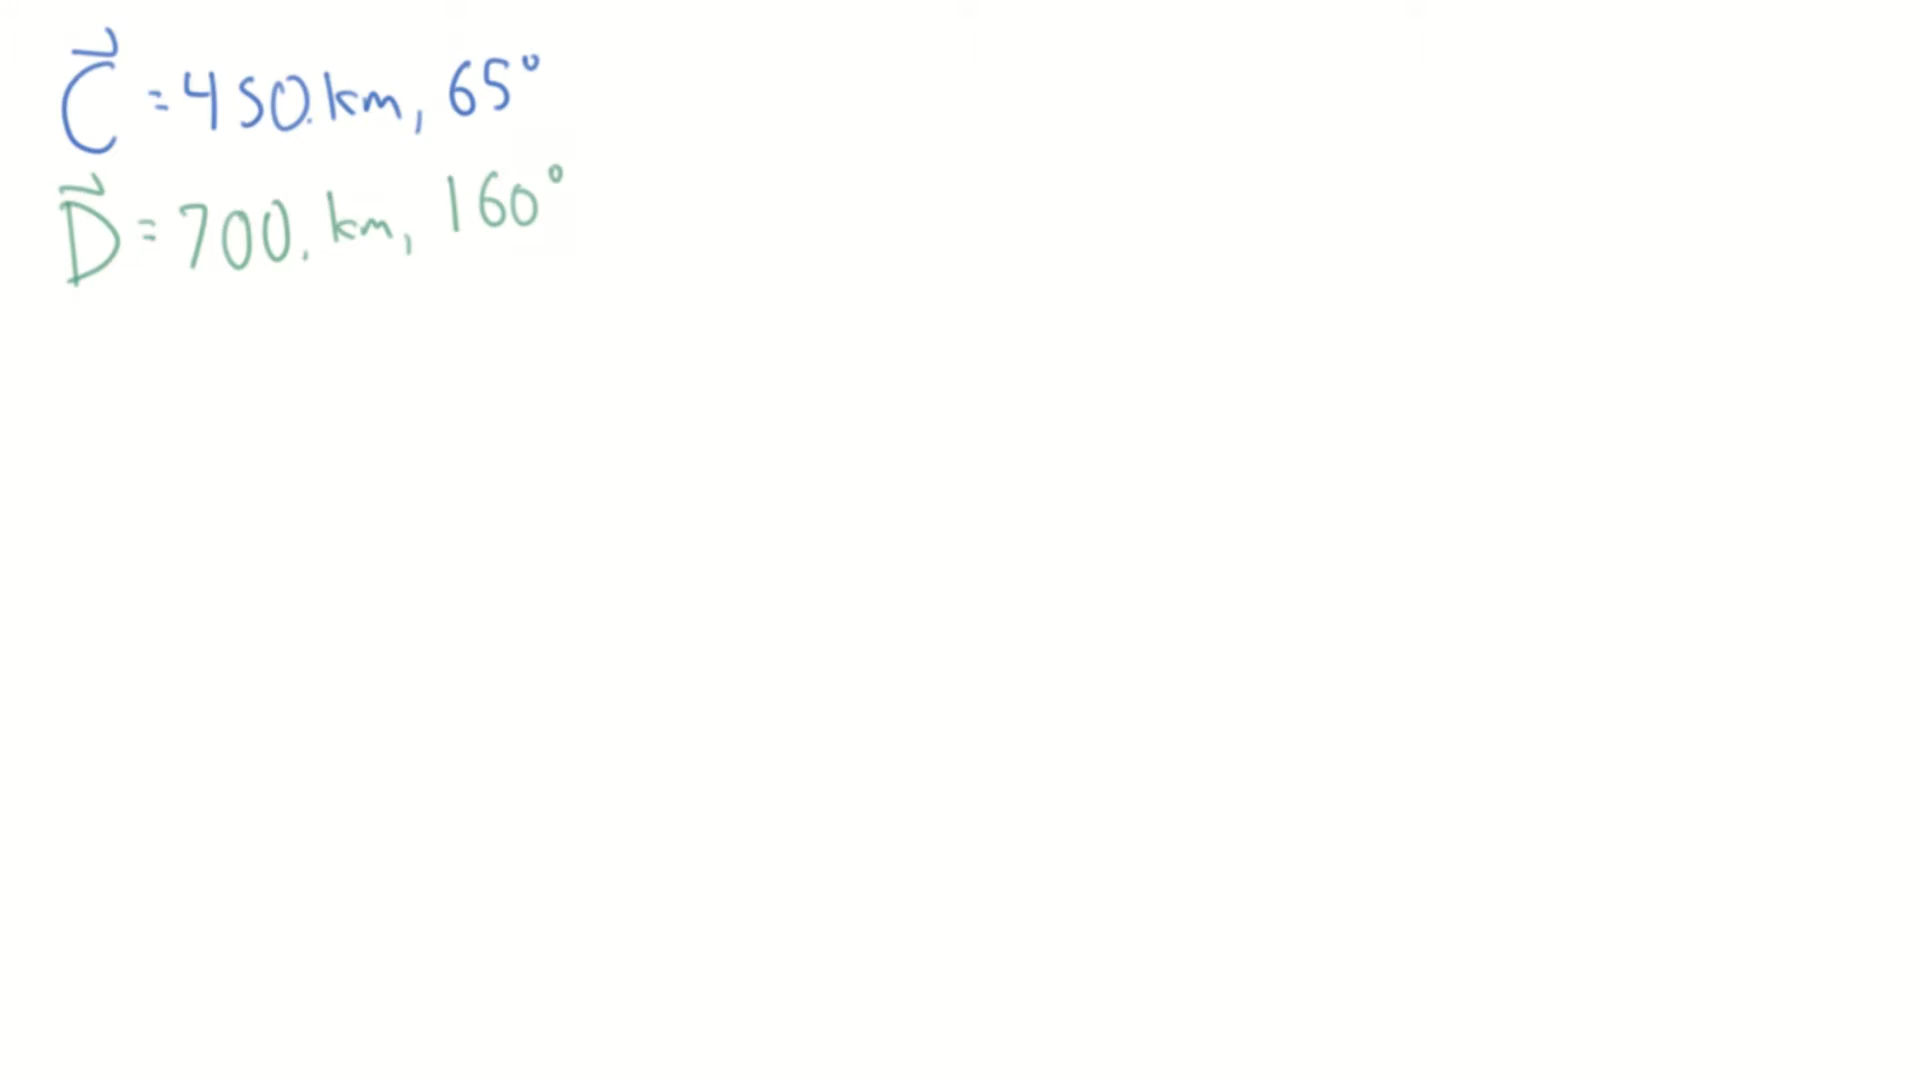 C⃗ = 450. km, 65°
D⃗ = 700. km, 160°